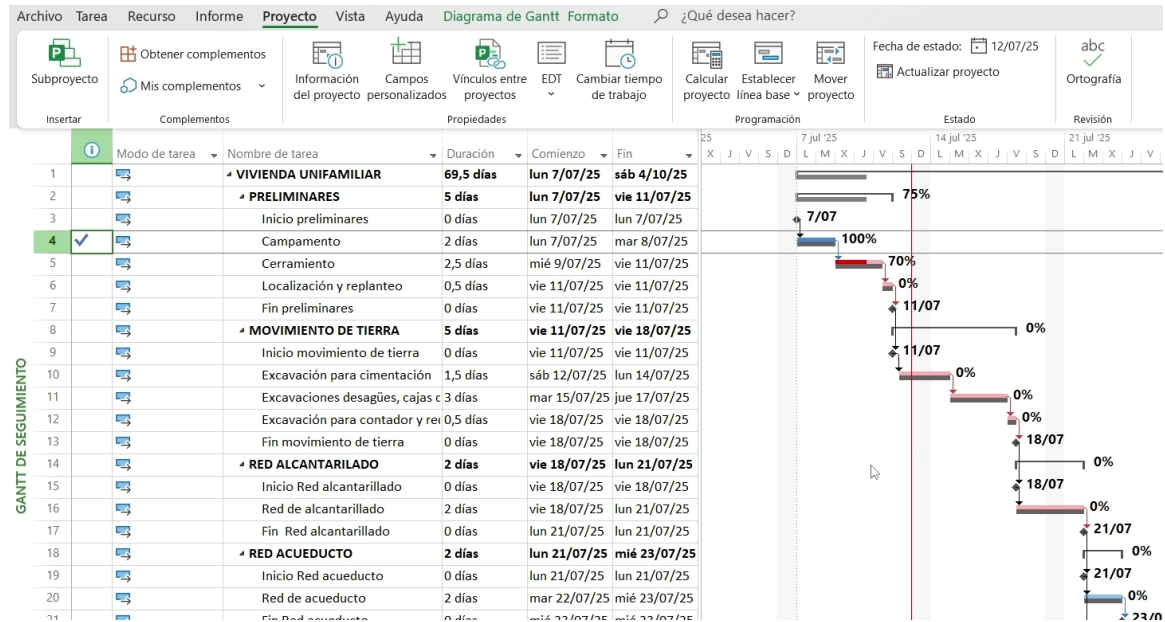 Archivo Tarea Recurso Informe Proyecto Vista Ayuda Diagrama de Gantt Formato ¿Qué desea hacer?
Subproyecto
Insertar
Obtener complementos
Mis complementos
Complementos
Información del proyecto
Campos personalizados
Vínculos entre proyectos
EDT
Cambiar tiempo de trabajo
Propiedades
Calcular proyecto
Establecer línea base
Mover proyecto
Programación
Fecha de estado: 12/07/25
Actualizar proyecto
Estado
abc
Ortografía
Revisión
25 7 jul '25 14 jul '25 21 jul '25
Modo de tarea Nombre de tarea Duración Comienzo Fin X J V S D L M X J V S D L M X J V S D L M X J V
1 VIVIENDA UNIFAMILIAR 69,5 días lun 7/07/25 sáb 4/10/25
2 PRELIMINARES 5 días lun 7/07/25 vie 11/07/25 75%
3 Inicio preliminares 0 días lun 7/07/25 lun 7/07/25 7/07
4 Campamento 2 días lun 7/07/25 mar 8/07/25 100%
5 Cerramiento 2,5 días mié 9/07/25 vie 11/07/25 70%
6 Localización y replanteo 0,5 días vie 11/07/25 vie 11/07/25 0%
7 Fin preliminares 0 días vie 11/07/25 vie 11/07/25 11/07
8 MOVIMIENTO DE TIERRA 5 días vie 11/07/25 vie 18/07/25 0%
9 Inicio movimiento de tierra 0 días vie 11/07/25 vie 11/07/25 11/07
10 Excavación para cimentación 1,5 días sáb 12/07/25 lun 14/07/25 0%
11 Excavaciones desagües, cajas c 3 días mar 15/07/25 jue 17/07/25 0%
12 Excavación para contador y re 0,5 días vie 18/07/25 vie 18/07/25 0%
13 Fin movimiento de tierra 0 días vie 18/07/25 vie 18/07/25 18/07
14 RED ALCANTARILADO 2 días vie 18/07/25 lun 21/07/25 0%
15 Inicio Red alcantarillado 0 días vie 18/07/25 vie 18/07/25 18/07
16 Red de alcantarillado 2 días vie 18/07/25 lun 21/07/25 0%
17 Fin Red alcantarillado 0 días lun 21/07/25 lun 21/07/25 21/07
18 RED ACUEDUCTO 2 días lun 21/07/25 mié 23/07/25 0%
19 Inicio Red acueducto 0 días lun 21/07/25 lun 21/07/25 21/07
20 Red de acueducto 2 días mar 22/07/25 mié 23/07/25 0%
21 Fin Red acueducto 0 días mié 23/07/25 mié 23/07/25 23/0
GANTT DE SEGUIMIENTO